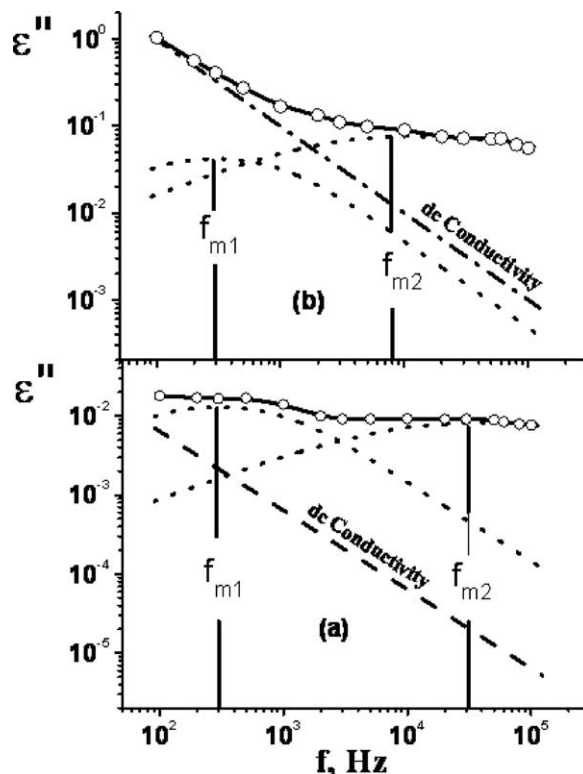 ε"
10⁰
10⁻¹
10⁻²
10⁻³
f_m1
(b)
f_m2
dc Conductivity
ε"
10⁻²
10⁻³
10⁻⁴
10⁻⁵
f_m1
(a)
f_m2
dc Conductivity
10² 10³ 10⁴ 10⁵
f, Hz